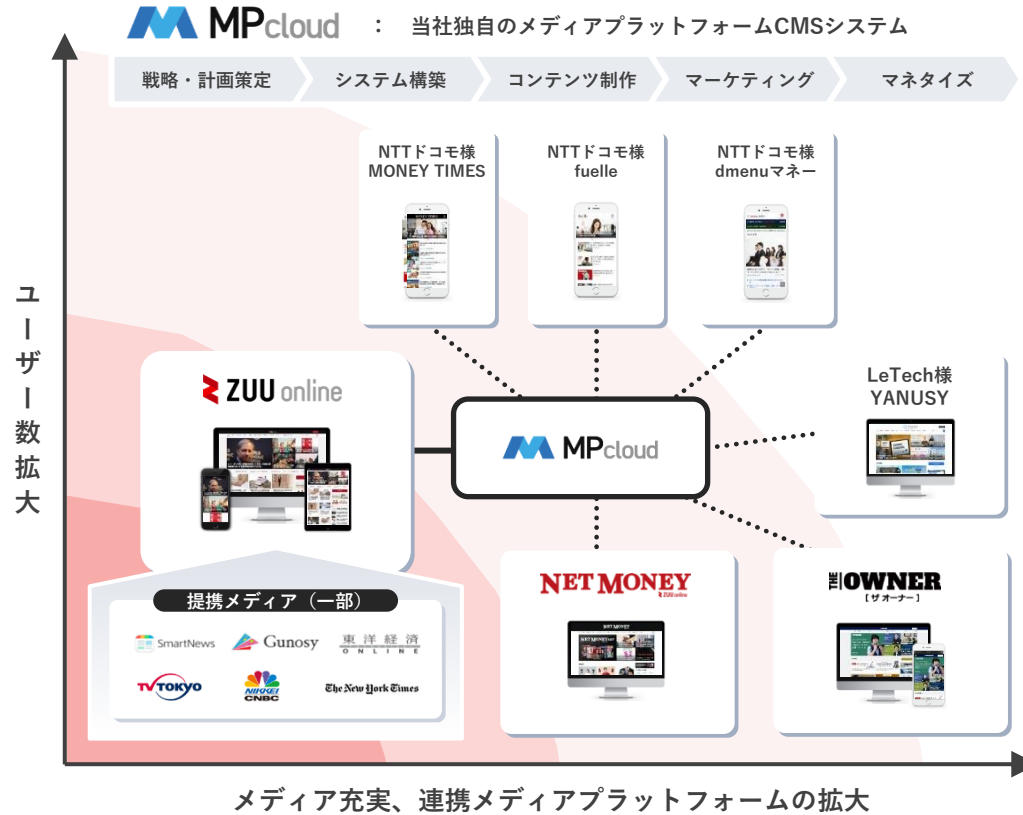 MPcloud : 当社独自のメディアプラットフォームCMSシステム
戦略・計画策定
システム構築
コンテンツ制作
マーケティング
マネタイズ
NTTドコモ様
MONEY TIMES
NTTドコモ様
fuelle
NTTドコモ様
dmenuマネー
ユーザー数拡大
ZUU online
MPcloud
LeTech様
YANUSY
提携メディア（一部）
SmartNews
Gunosy
東洋経済
ONLINE
TV TOKYO
NIKKEI
CNBC
The New York Times
NET MONEY
ZUU online
NET MONEY
THE OWNER
[ ザ オーナー ]
メディア充実、連携メディアプラットフォームの拡大